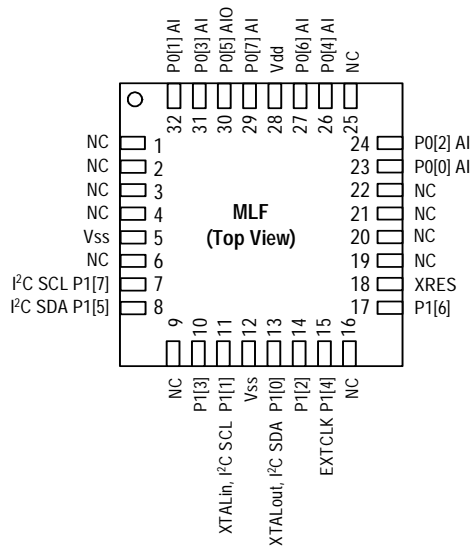 P0[1] AI
P0[3] AI
P0[5] AIO
P0[7] AI
Vdd
P0[6] AI
P0[4] AI
NC
32
31
30
29
28
27
26
25
NC 1
NC 2
NC 3
NC 4
Vss 5
NC 6
I²C SCL P1[7] 7
I²C SDA P1[5] 8
MLF
(Top View)
24 P0[2] AI
23 P0[0] AI
22 NC
21 NC
20 NC
19 NC
18 XRES
17 P1[6]
9
10
11
12
13
14
15
16
NC
P1[3]
XTALin, I²C SCL P1[1]
Vss
XTALout, I²C SDA P1[0]
P1[2]
EXTCLK P1[4]
NC